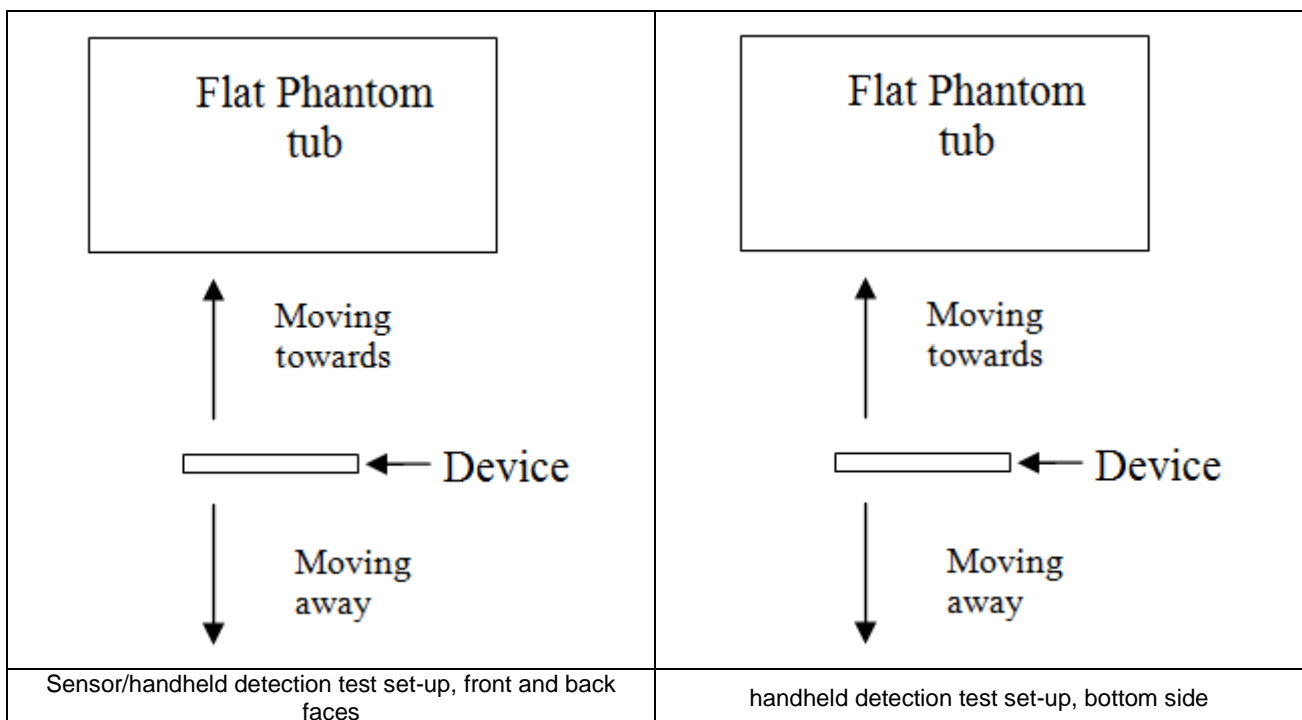 Flat Phantom
tub
Moving
towards
Device
Moving
away
Sensor/handheld detection test set-up, front and back
faces
Flat Phantom
tub
Moving
towards
Device
Moving
away
handheld detection test set-up, bottom side